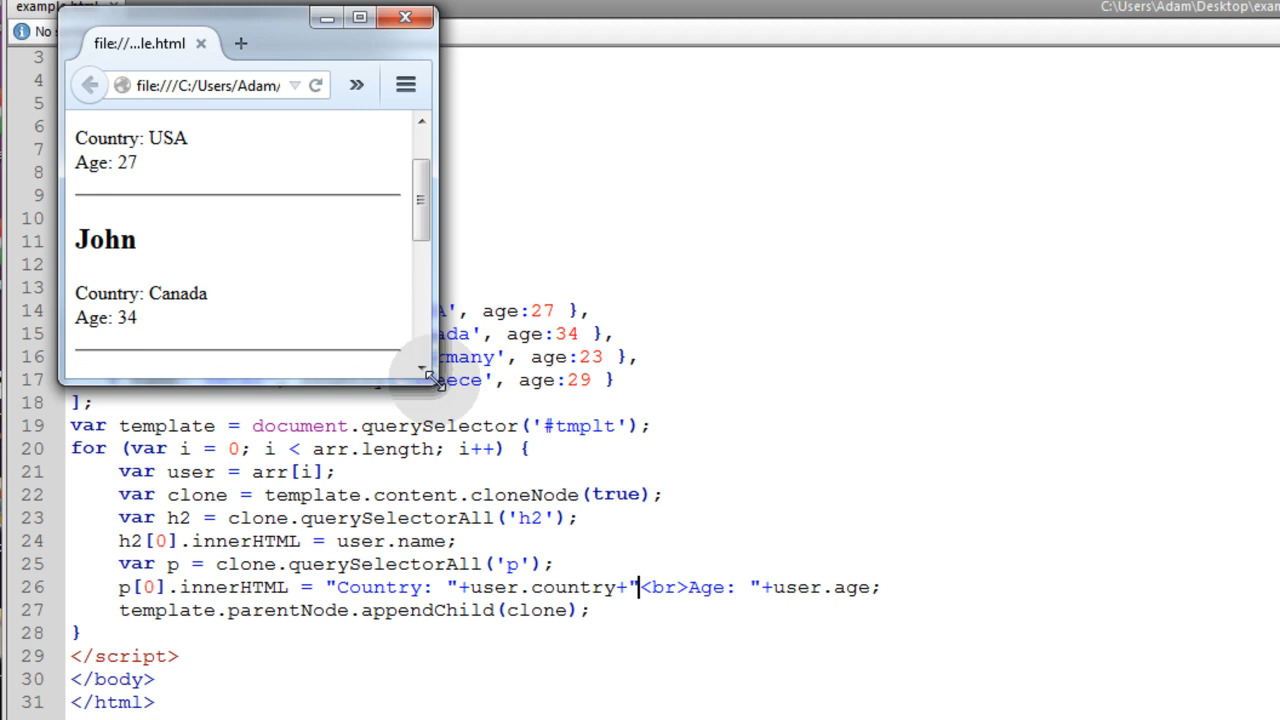 example.html
C:\Users\Adam\Desktop\exa
No
file://...le.html
file:///C:/Users/Adam/
Country: USA
Age: 27
John
Country: Canada
Age: 34
3
4
5
6
7
8
9
10
11
12
13
14 A', age:27 },
15 ada', age:34 },
16 rmany', age:23 },
17 eece', age:29 }
18 ];
19 var template = document.querySelector('#tmplt');
20 for (var i = 0; i < arr.length; i++) {
21 var user = arr[i];
22 var clone = template.content.cloneNode(true);
23 var h2 = clone.querySelectorAll('h2');
24 h2[0].innerHTML = user.name;
25 var p = clone.querySelectorAll('p');
26 p[0].innerHTML = "Country: "+user.country+"<br>Age: "+user.age;
27 template.parentNode.appendChild(clone);
28 }
29 </script>
30 </body>
31 </html>